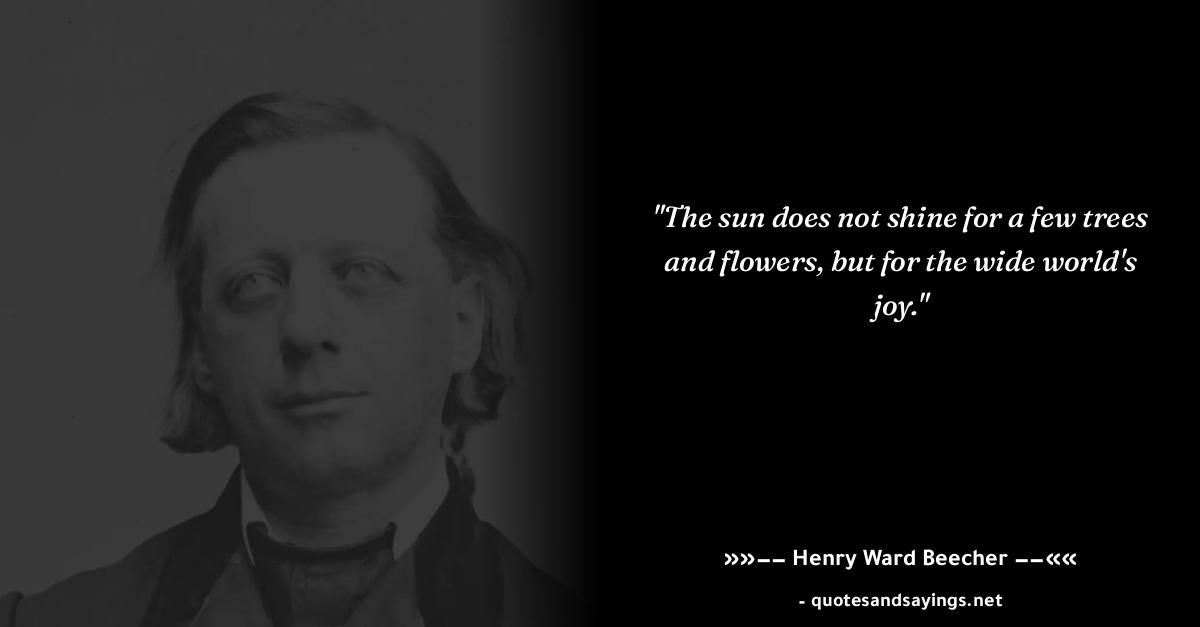 "The sun does not shine for a few trees
and flowers, but for the wide world's
joy."
»»–– Henry Ward Beecher ––««
- quotesandsayings.net